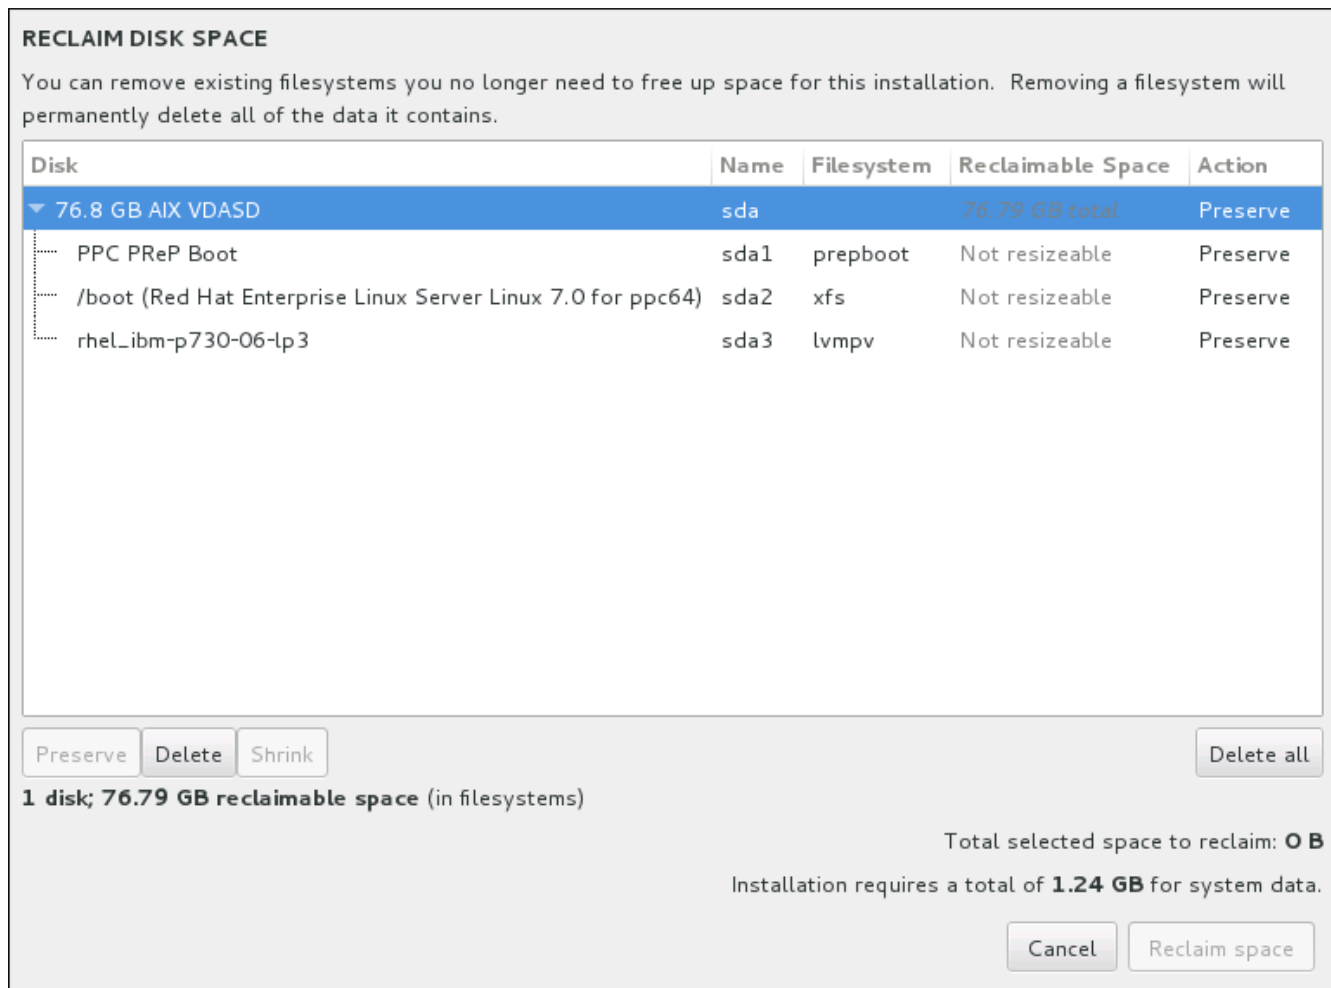 RECLAIM DISK SPACE
You can remove existing filesystems you no longer need to free up space for this installation.  Removing a filesystem will
permanently delete all of the data it contains.
Disk Name Filesystem Reclaimable Space Action
76.8 GB AIX VDASD sda 76.79 GB total Preserve
PPC PReP Boot sda1 prepboot Not resizeable Preserve
/boot (Red Hat Enterprise Linux Server Linux 7.0 for ppc64) sda2 xfs Not resizeable Preserve
rhel_ibm-p730-06-lp3 sda3 lvmpv Not resizeable Preserve
Preserve Delete Shrink Delete all
1 disk; 76.79 GB reclaimable space (in filesystems)
Total selected space to reclaim: 0 B
Installation requires a total of 1.24 GB for system data.
Cancel Reclaim space